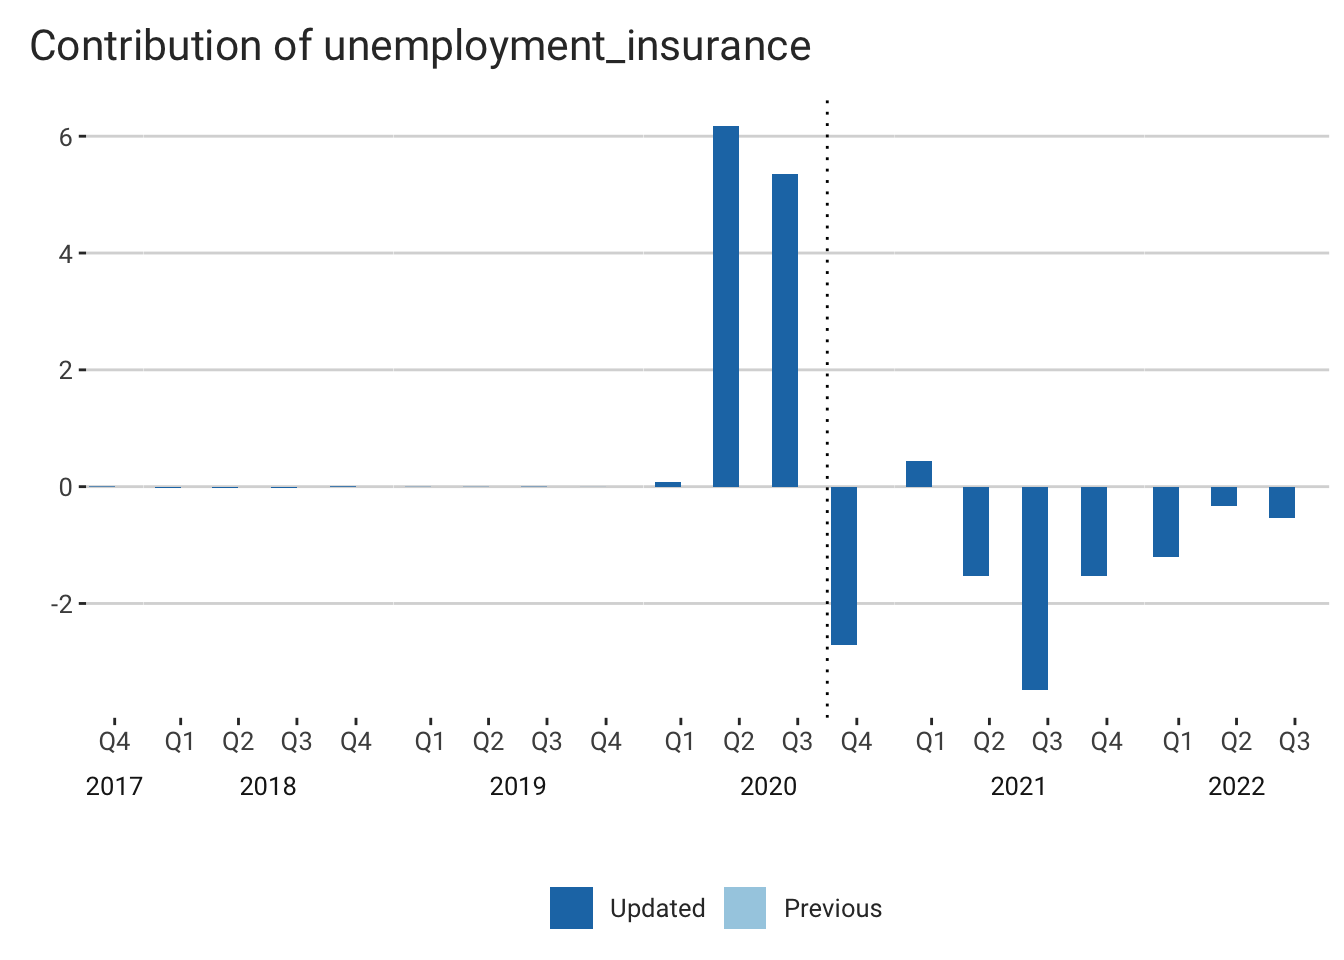 Contribution of unemployment_insurance
6
4
2
0
-2
Q4 Q1 Q2 Q3 Q4 Q1 Q2 Q3 Q4 Q1 Q2 Q3 Q4 Q1 Q2 Q3 Q4 Q1 Q2 Q3
2017 2018 2019 2020 2021 2022
Updated Previous